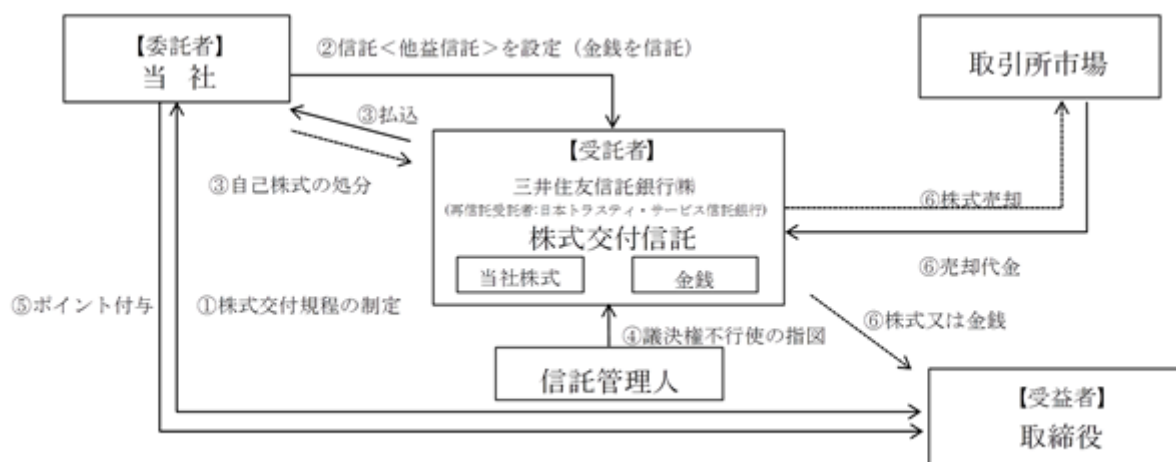 【委託者】
当 社
②信託<他益信託>を設定（金銭を信託）
取引所市場
③払込
③自己株式の処分
【受託者】
三井住友信託銀行㈱
(再信託受託者:日本トラスティ・サービス信託銀行)
株式交付信託
当社株式
金銭
⑥株式売却
⑥売却代金
⑤ポイント付与
①株式交付規程の制定
④議決権不行使の指図
⑥株式又は金銭
信託管理人
【受益者】
取締役